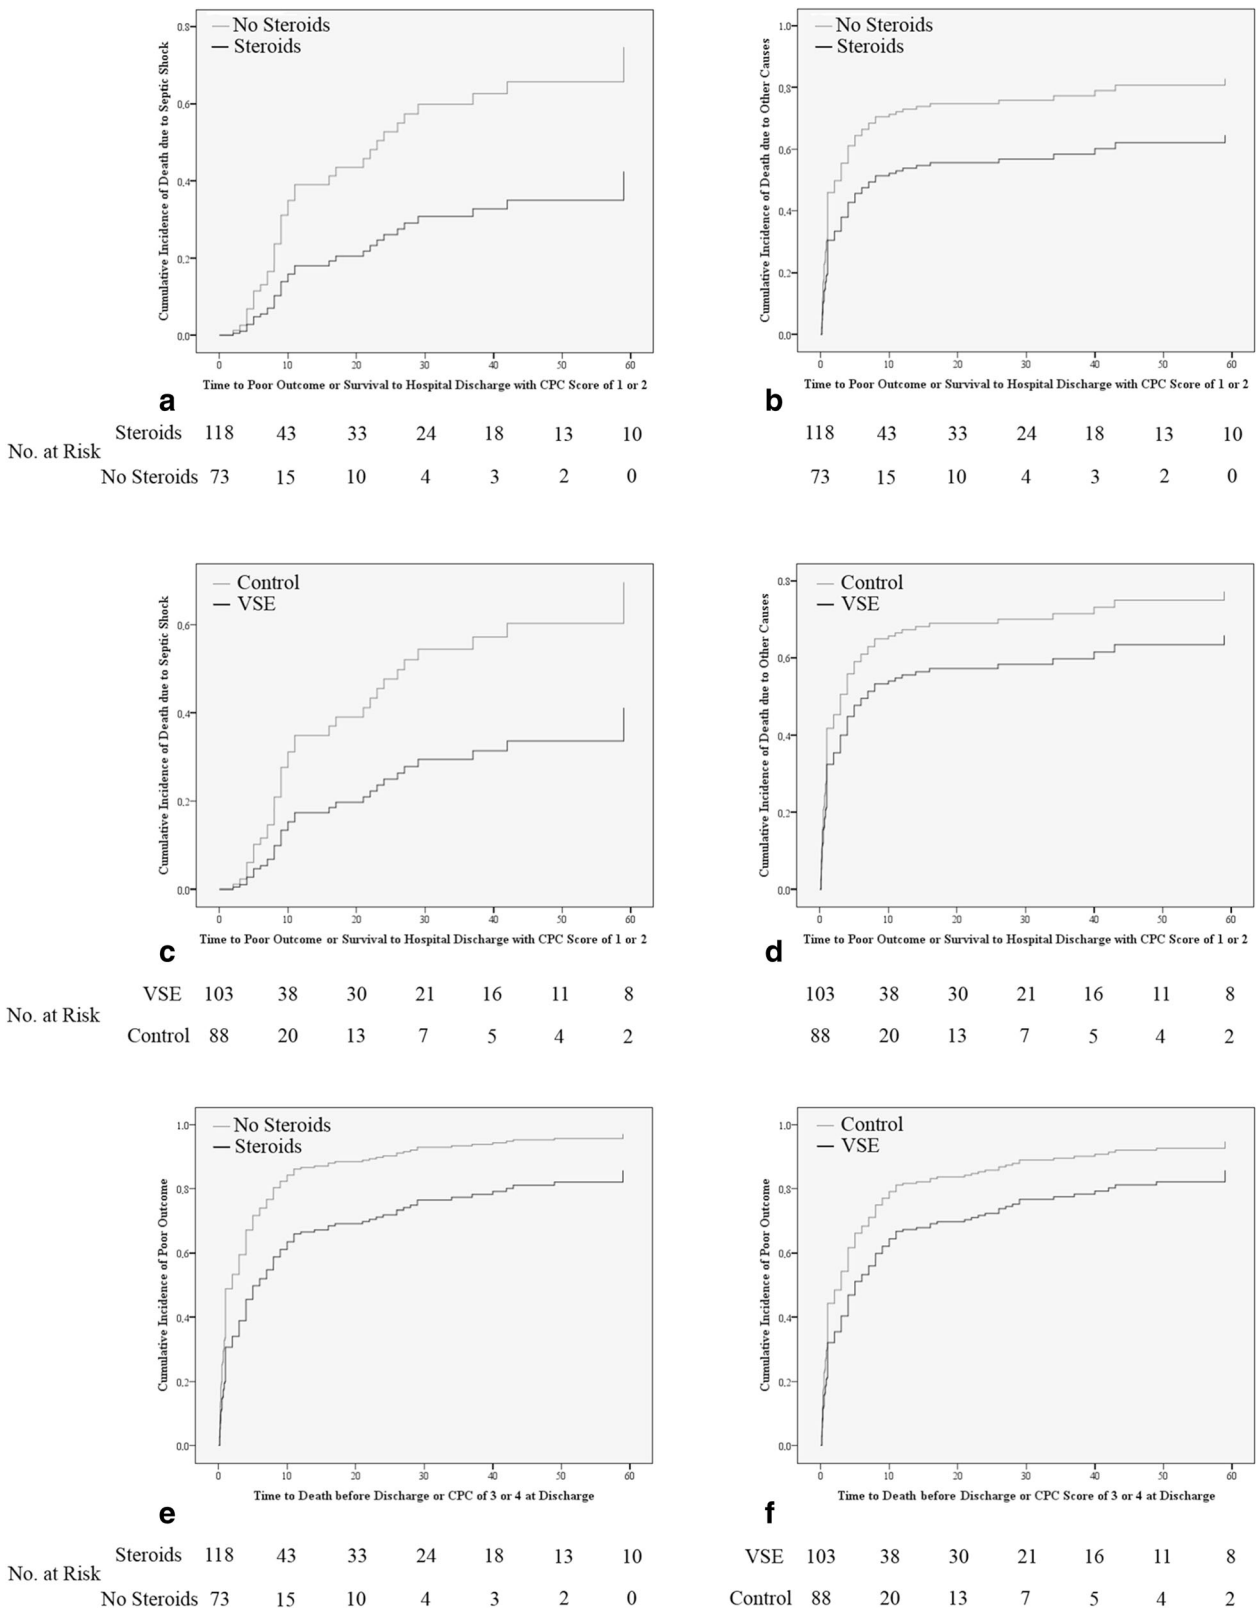 No Steroids
Steroids
Cumulative Incidence of Death due to Septic Shock
0,8
0,6
0,4
0,2
0,0
0 10 20 30 40 50 60
Time to Poor Outcome or Survival to Hospital Discharge with CPC Score of 1 or 2
a
No Steroids
Steroids
Cumulative Incidence of Death due to Other Causes
1,0
0,8
0,6
0,4
0,2
0,0
0 10 20 30 40 50 60
Time to Poor Outcome or Survival to Hospital Discharge with CPC Score of 1 or 2
b
No. at Risk
Steroids 118 43 33 24 18 13 10
No Steroids 73 15 10 4 3 2 0
118 43 33 24 18 13 10
73 15 10 4 3 2 0
Control
VSE
Cumulative Incidence of Death due to Septic Shock
0,6
0,4
0,2
0,0
0 10 20 30 40 50 60
Time to Poor Outcome or Survival to Hospital Discharge with CPC Score of 1 or 2
c
Control
VSE
Cumulative Incidence of Death due to Other Causes
0,8
0,6
0,4
0,2
0,0
0 10 20 30 40 50 60
Time to Poor Outcome or Survival to Hospital Discharge with CPC Score of 1 or 2
d
No. at Risk
VSE 103 38 30 21 16 11 8
Control 88 20 13 7 5 4 2
103 38 30 21 16 11 8
88 20 13 7 5 4 2
No Steroids
Steroids
Cumulative Incidence of Poor Outcome
1,0
0,8
0,6
0,4
0,2
0,0
0 10 20 30 40 50 60
Time to Death before Discharge or CPC of 3 or 4 at Discharge
e
Control
VSE
Cumulative Incidence of Poor Outcome
1,0
0,8
0,6
0,4
0,2
0,0
0 10 20 30 40 50 60
Time to Death before Discharge or CPC Score of 3 or 4 at Discharge
f
No. at Risk
Steroids 118 43 33 24 18 13 10
No Steroids 73 15 10 4 3 2 0
VSE 103 38 30 21 16 11 8
Control 88 20 13 7 5 4 2